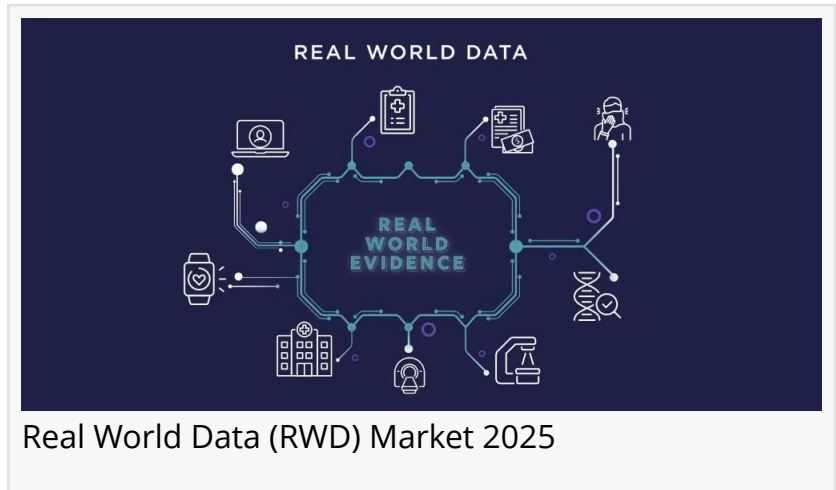 REAL WORLD DATA
REAL
WORLD
EVIDENCE
Real World Data (RWD) Market 2025